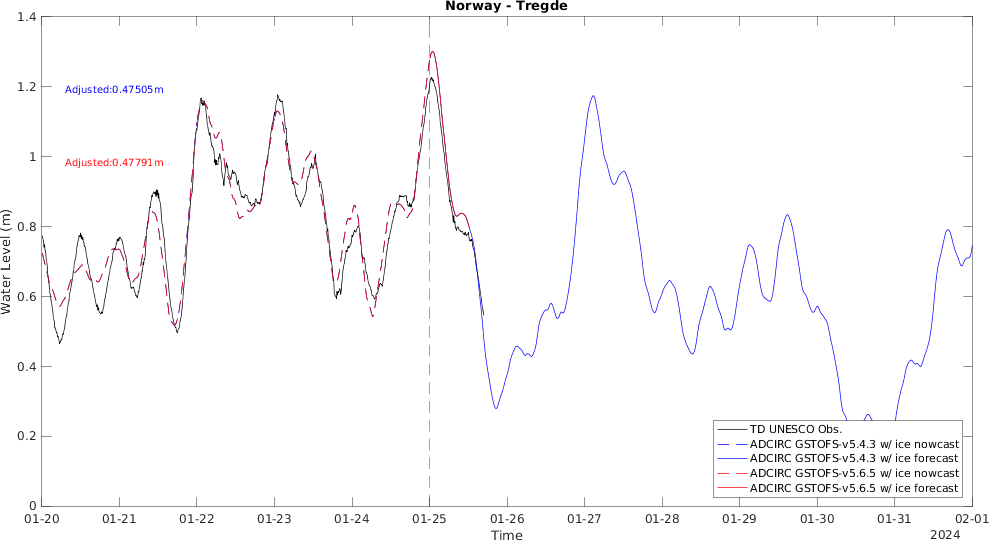 Norway - Tregde
1.4
1.2
1
0.8
0.6
0.4
0.2
0
Water Level (m)
Adjusted:0.47505m
Adjusted:0.47791m
TD UNESCO Obs.
ADCIRC GSTOFS-v5.4.3 w/ ice nowcast
ADCIRC GSTOFS-v5.4.3 w/ ice forecast
ADCIRC GSTOFS-v5.6.5 w/ ice nowcast
ADCIRC GSTOFS-v5.6.5 w/ ice forecast
01-20 01-21 01-22 01-23 01-24 01-25 01-26 01-27 01-28 01-29 01-30 01-31 02-01
Time
2024